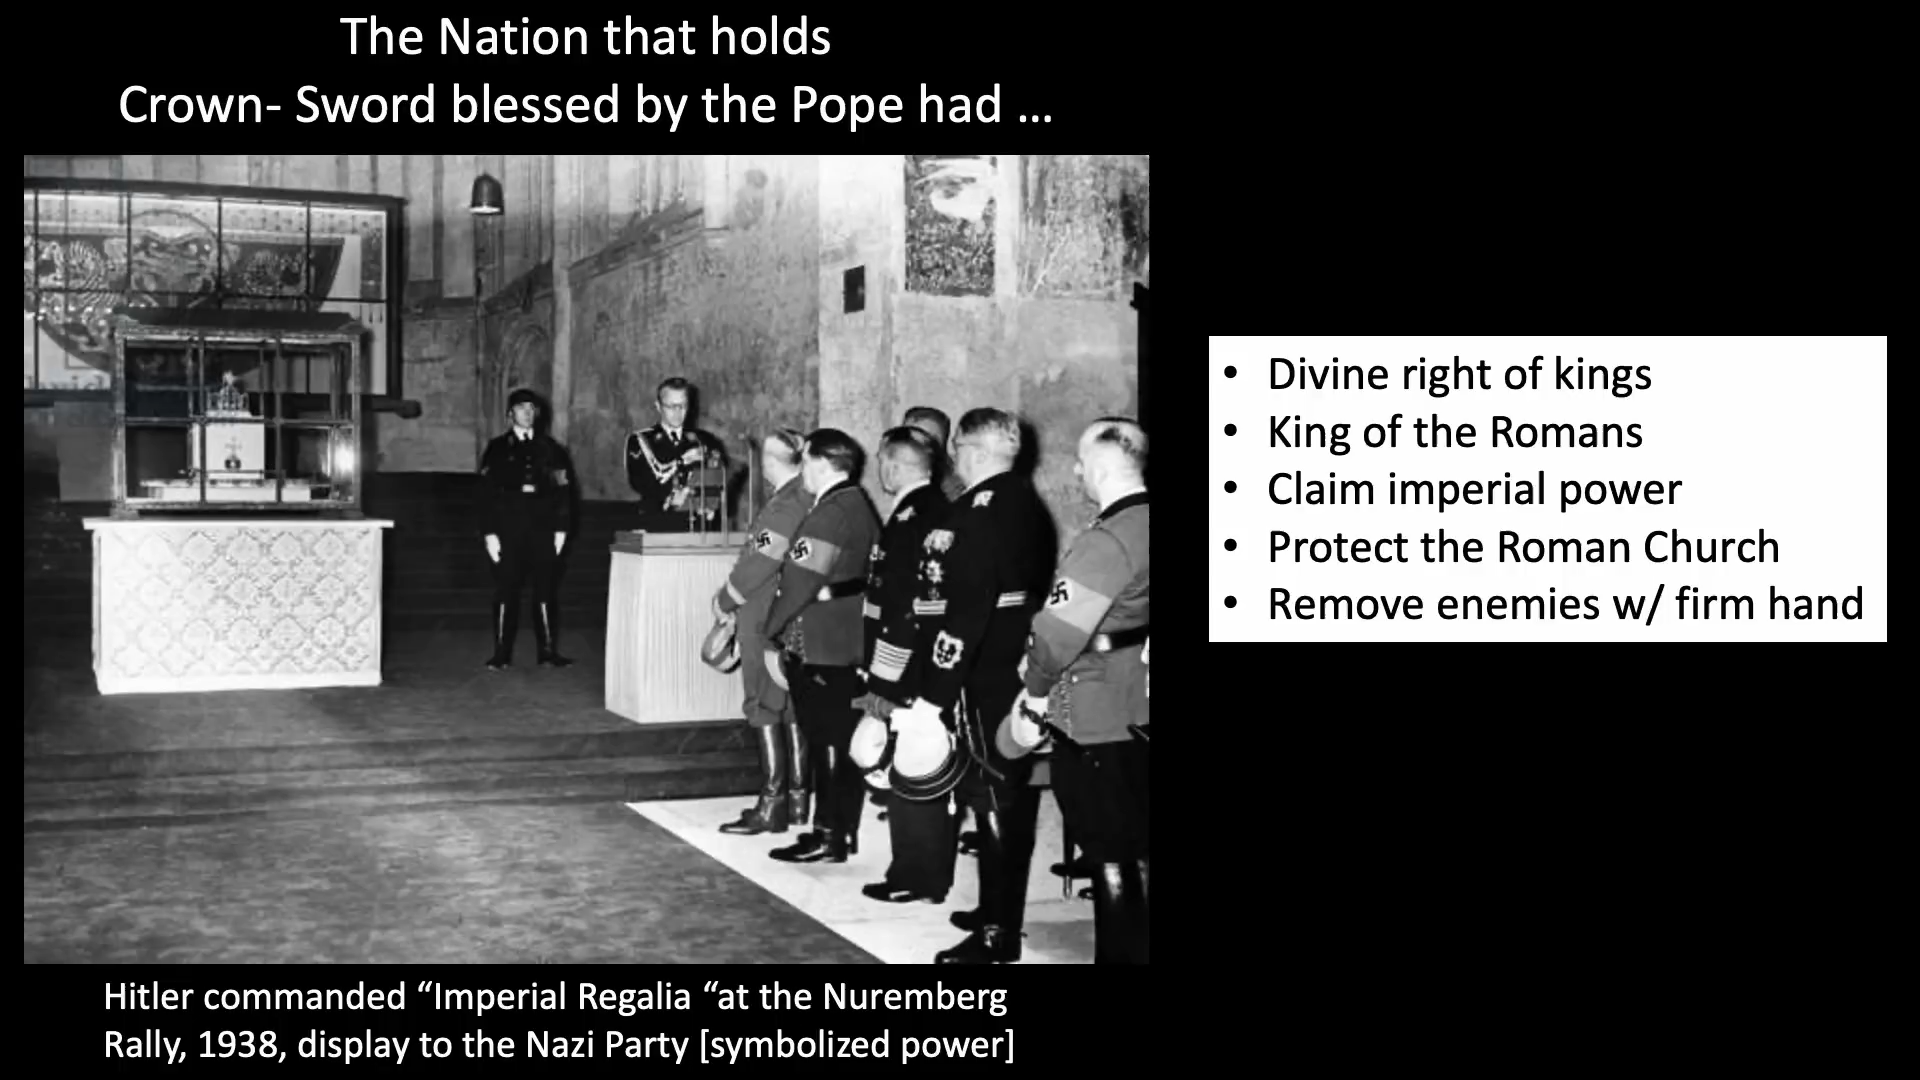 The Nation that holds
Crown- Sword blessed by the Pope had ...
• Divine right of kings
• King of the Romans
• Claim imperial power
• Protect the Roman Church
• Remove enemies w/ firm hand
Hitler commanded “Imperial Regalia “at the Nuremberg
Rally, 1938, display to the Nazi Party [symbolized power]